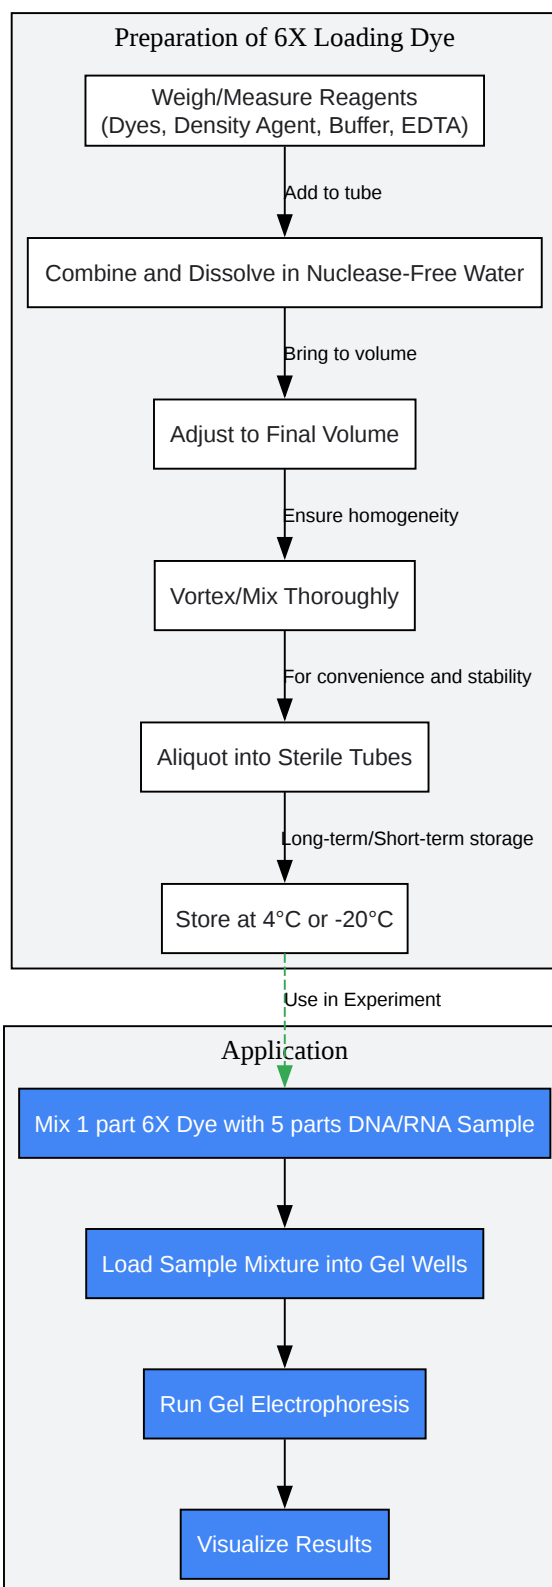 Preparation of 6X Loading Dye
Weigh/Measure Reagents
(Dyes, Density Agent, Buffer, EDTA)
Add to tube
Combine and Dissolve in Nuclease-Free Water
Bring to volume
Adjust to Final Volume
Ensure homogeneity
Vortex/Mix Thoroughly
For convenience and stability
Aliquot into Sterile Tubes
Long-term/Short-term storage
Store at 4°C or -20°C
Use in Experiment
Application
Mix 1 part 6X Dye with 5 parts DNA/RNA Sample
Load Sample Mixture into Gel Wells
Run Gel Electrophoresis
Visualize Results